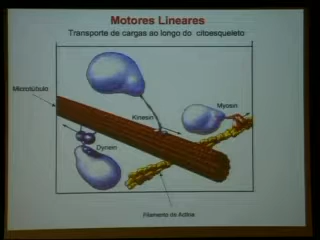 Motores Lineares
Transporte de cargas ao longo do citoesqueleto
Microtúbulo
Kinesin
Myosin
Dynein
Filamento de Actina